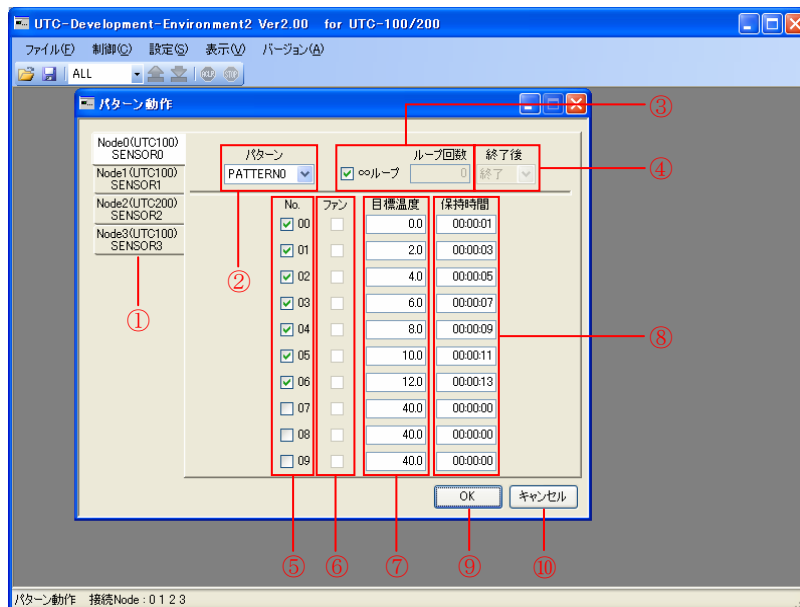 UTC-Development-Environment2 Ver2.00 for UTC-100/200
ファイル(F) 制御(C) 設定(S) 表示(V) バージョン(A)
ALL
パターン動作
③
Node0(UTC100)
SENSOR0
Node1(UTC100)
SENSOR1
Node2(UTC200)
SENSOR2
Node3(UTC100)
SENSOR3
①
パターン
PATTERN0
②
ループ回数
∞ループ 0
終了後
終了
④
No. ファン 目標温度 保持時間
00 0.0 00:00:01
01 2.0 00:00:03
02 4.0 00:00:05
03 6.0 00:00:07
04 8.0 00:00:09
05 10.0 00:00:11
06 12.0 00:00:13
07 40.0 00:00:00
08 40.0 00:00:00
09 40.0 00:00:00
⑧
OK キャンセル
⑤ ⑥ ⑦ ⑨ ⑩
パターン動作 接続Node : 0 1 2 3